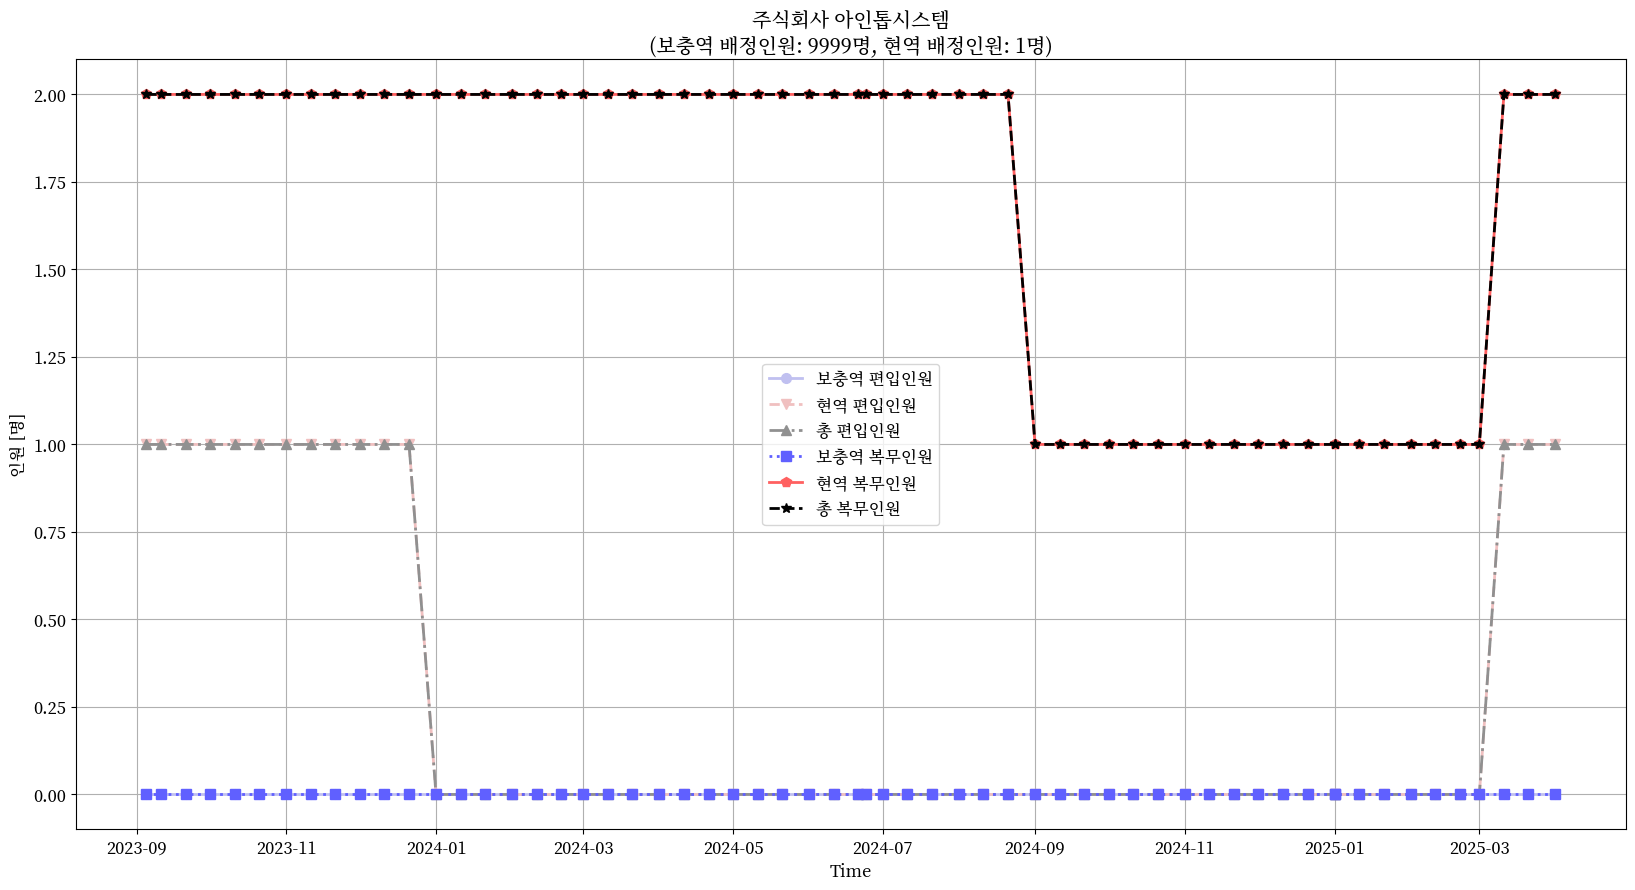 주식회사 아인톱시스템
(보충역 배정인원: 9999명, 현역 배정인원: 1명)
인원 [명]
2.00
1.75
1.50
1.25
1.00
0.75
0.50
0.25
0.00
보충역 편입인원
현역 편입인원
총 편입인원
보충역 복무인원
현역 복무인원
총 복무인원
2023-09
2023-11
2024-01
2024-03
2024-05
2024-07
2024-09
2024-11
2025-01
2025-03
Time